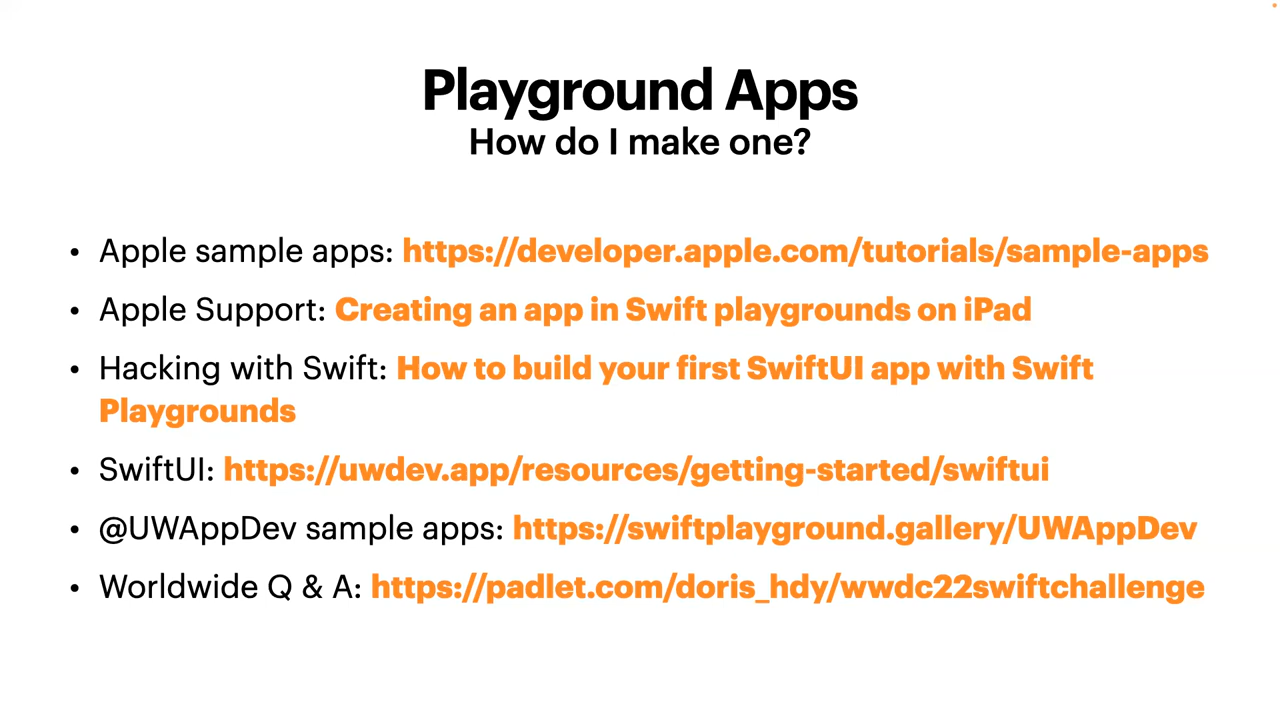 Playground Apps
How do I make one?
• Apple sample apps: https://developer.apple.com/tutorials/sample-apps
• Apple Support: Creating an app in Swift playgrounds on iPad
• Hacking with Swift: How to build your first SwiftUI app with Swift
Playgrounds
• SwiftUI: https://uwdev.app/resources/getting-started/swiftui
• @UWAppDev sample apps: https://swiftplayground.gallery/UWAppDev
• Worldwide Q & A: https://padlet.com/doris_hdy/wwdc22swiftchallenge